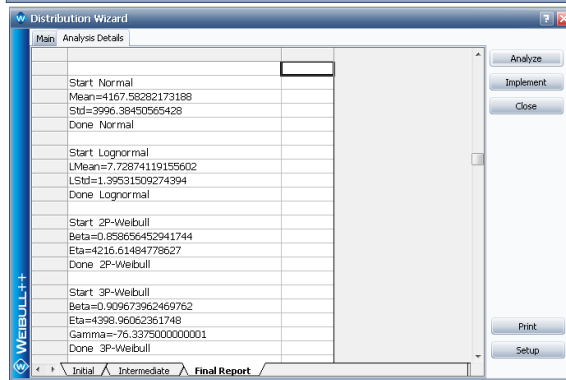 Distribution Wizard
Main Analysis Details
Analyze
Implement
Close
Start Normal
Mean=4167.58282173188
Std=3996.38450565428
Done Normal
Start Lognormal
LMean=7.72874119155602
LStd=1.39531509274394
Done Lognormal
Start 2P-Weibull
Beta=0.858656452941744
Eta=4216.61484778627
Done 2P-Weibull
Start 3P-Weibull
Beta=0.909673962469762
Eta=4398.96062361748
Gamma=-76.3375000000001
Done 3P-Weibull
Print
Setup
Initial Intermediate Final Report
WEIBULL++